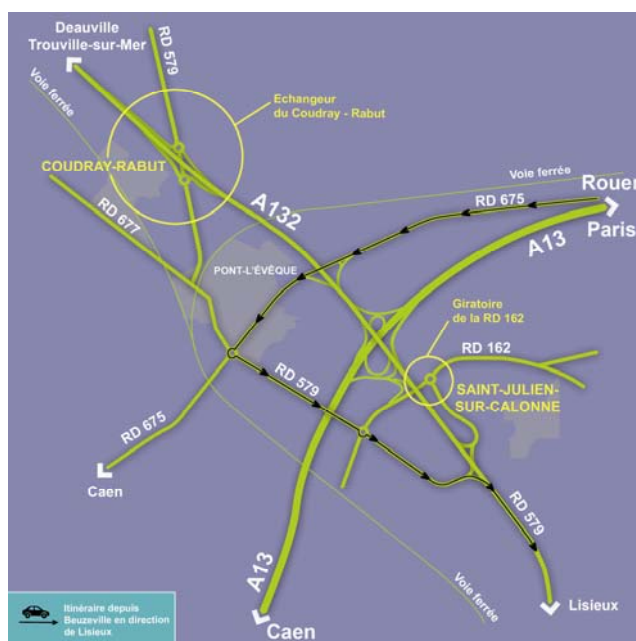 Deauville
Trouville-sur-Mer
RD 579
Voie ferrée
Echangeur
du Coudray - Rabut
COUDRAY-RABUT
Voie ferrée
Rouen
RD 675
RD 677
A132
Paris
A13
PONT-L'ÉVÊQUE
Giratoire
de la RD 162
RD 162
RD 579
SAINT-JULIEN-
SUR-CALONNE
RD 675
Caen
RD 579
A13
Voie ferrée
Lisieux
Caen
Itinéraire depuis
Beuzeville en direction
de Lisieux